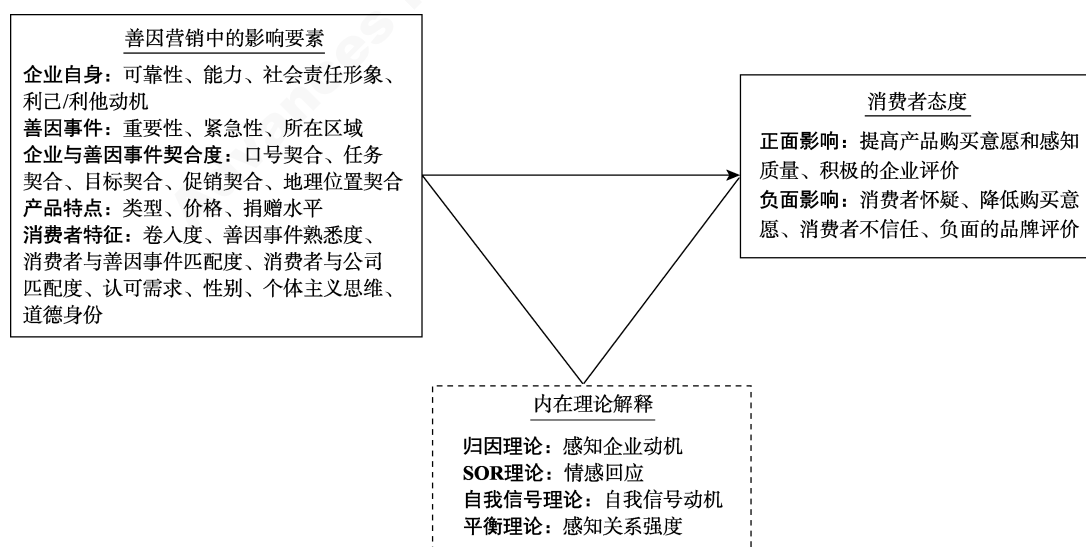 善因营销中的影响要素
企业自身：可靠性、能力、社会责任形象、
利己/利他动机
善因事件：重要性、紧急性、所在区域
企业与善因事件契合度：口号契合、任务
契合、目标契合、促销契合、地理位置契合
产品特点：类型、价格、捐赠水平
消费者特征：卷入度、善因事件熟悉度、
消费者与善因事件匹配度、消费者与公司
匹配度、认可需求、性别、个体主义思维、
道德身份
消费者态度
正面影响：提高产品购买意愿和感知
质量、积极的企业评价
负面影响：消费者怀疑、降低购买意
愿、消费者不信任、负面的品牌评价
内在理论解释
归因理论：感知企业动机
SOR理论：情感回应
自我信号理论：自我信号动机
平衡理论：感知关系强度